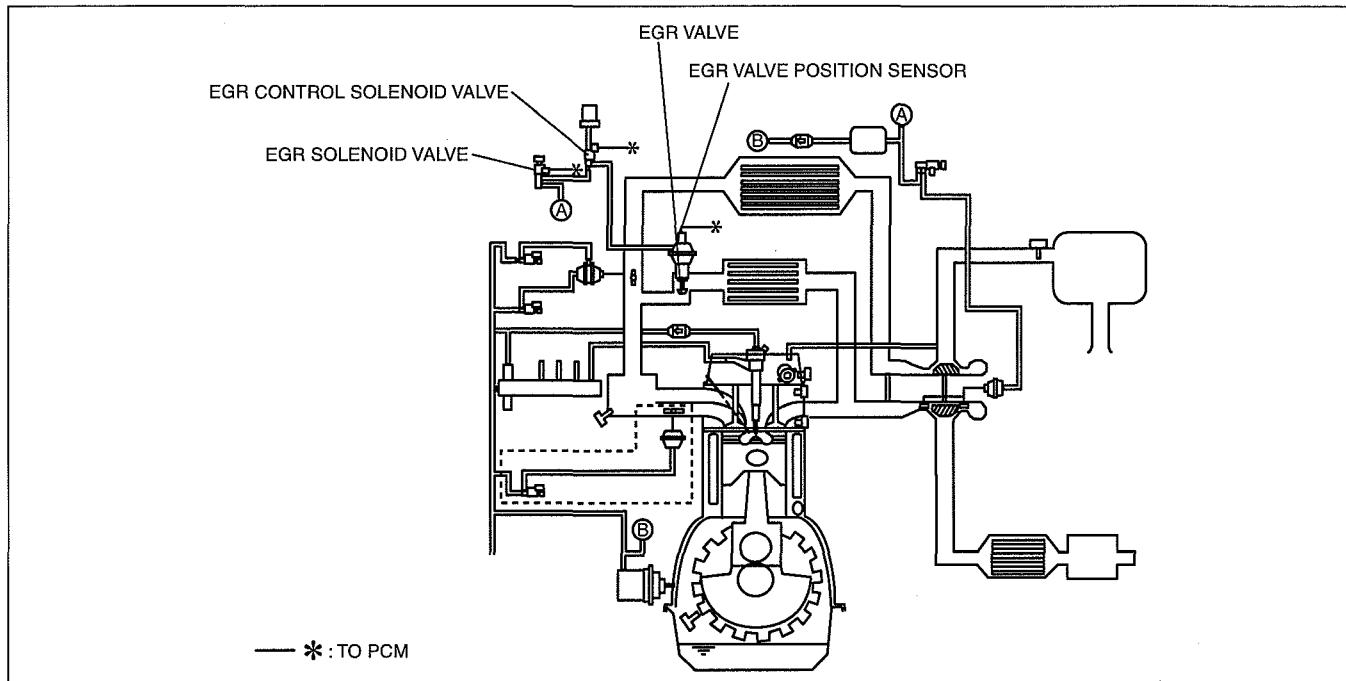 EGR VALVE
EGR VALVE POSITION SENSOR
EGR CONTROL SOLENOID VALVE
EGR SOLENOID VALVE
A
B
A
B
* : TO PCM